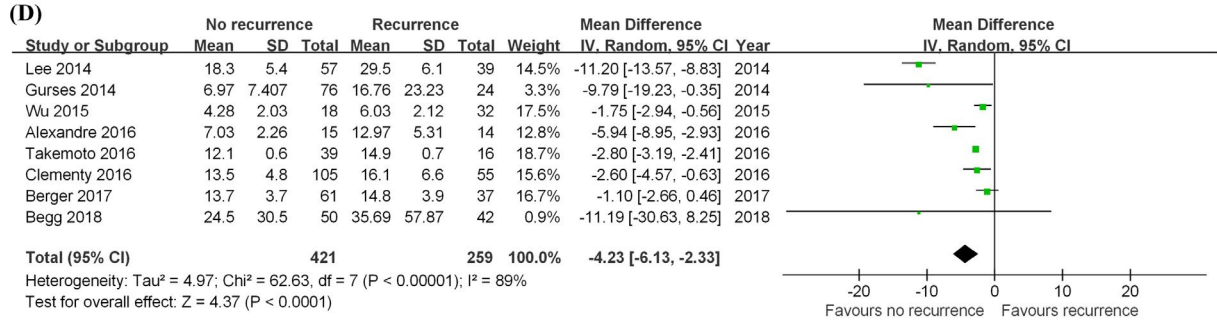 (D)
No recurrence Recurrence Mean Difference Mean Difference
Study or Subgroup Mean SD Total Mean SD Total Weight IV, Random, 95% CI Year IV, Random, 95% CI
Lee 2014 18.3 5.4 57 29.5 6.1 39 14.5% -11.20 [-13.57, -8.83] 2014
Gurses 2014 6.97 7.407 76 16.76 23.23 24 3.3% -9.79 [-19.23, -0.35] 2014
Wu 2015 4.28 2.03 18 6.03 2.12 32 17.5% -1.75 [-2.94, -0.56] 2015
Alexandre 2016 7.03 2.26 15 12.97 5.31 14 12.8% -5.94 [-8.95, -2.93] 2016
Takemoto 2016 12.1 0.6 39 14.9 0.7 16 18.7% -2.80 [-3.19, -2.41] 2016
Clementy 2016 13.5 4.8 105 16.1 6.6 55 15.6% -2.60 [-4.57, -0.63] 2016
Berger 2017 13.7 3.7 61 14.8 3.9 37 16.7% -1.10 [-2.66, 0.46] 2017
Begg 2018 24.5 30.5 50 35.69 57.87 42 0.9% -11.19 [-30.63, 8.25] 2018
Total (95% CI) 421 259 100.0% -4.23 [-6.13, -2.33]
Heterogeneity: Tau² = 4.97; Chi² = 62.63, df = 7 (P < 0.00001); I² = 89%
Test for overall effect: Z = 4.37 (P < 0.0001)
-20 -10 0 10 20
Favours no recurrence Favours recurrence